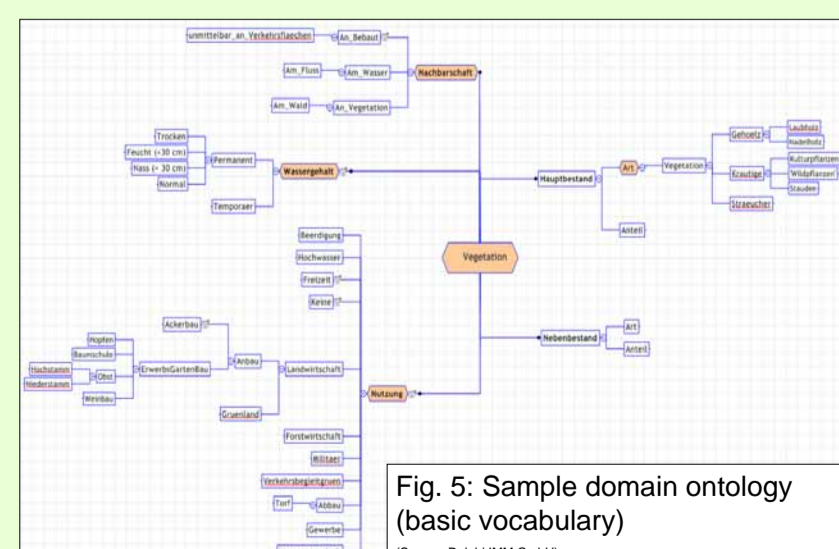 unmittelbar_an_Verkehrsflaechen
An_Bebaut
Am_Fluss
Am_Wasser
Nachbarschaft
Am_Wald
An_Vegetation
Trocken
Feucht (<30 cm)
Nass (> 30 cm)
Normal
Permanent
Temporaer
Wassergehalt
Hauptbestand
Art
Vegetation
Gehoelz
Laubholz
Nadelholz
Krautige
Kulturpflanzen
Wildpflanzen
Stauden
Straeucher
Anteil
Vegetation
Beerdigung
Hochwasser
Freizeit
Keine
Ackerbau
Hopfen
Baumschule
Hochstamm
Niederstamm
Obst
Weinbau
ErwerbsGartenBau
Anbau
Landwirtschaft
Gruenland
Nutzung
Nebenbestand
Art
Anteil
Forstwirtschaft
Militaer
Verkehrsbegleitgruen
Torf
Abbau
Gewerbe
Fig. 5: Sample domain ontology
(basic vocabulary)